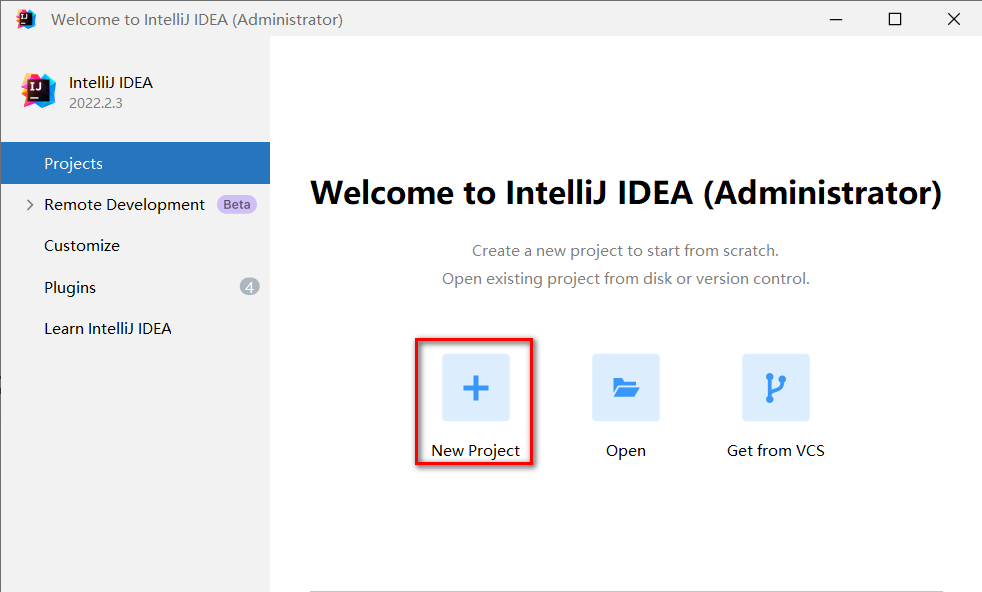 Welcome to IntelliJ IDEA (Administrator)
IJ
IntelliJ IDEA
2022.2.3
Projects
Remote Development Beta
Customize
Plugins 4
Learn IntelliJ IDEA
Welcome to IntelliJ IDEA (Administrator)
Create a new project to start from scratch.
Open existing project from disk or version control.
New Project
Open
Get from VCS